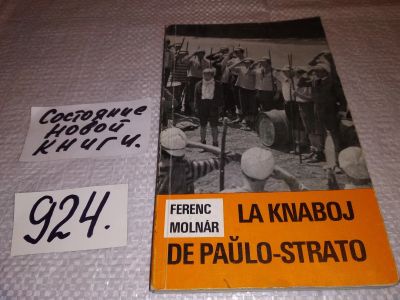 Состояние
новой
книги.
924.
FERENC
MOLNÁR
LA KNABOJ
DE PAŬLO-STRATO